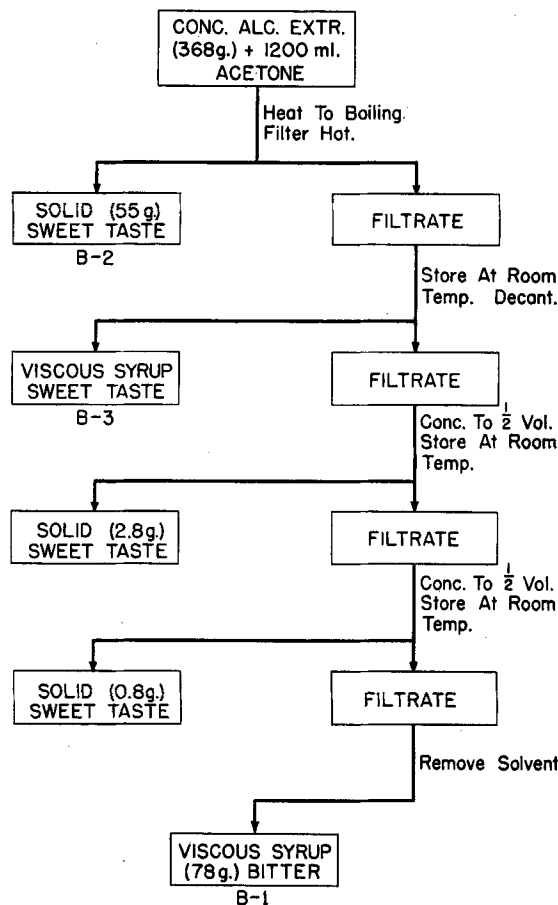 CONC. ALC. EXTR.
(368g.) + 1200 ml.
ACETONE
Heat To Boiling.
Filter Hot.
SOLID (55g.)
SWEET TASTE
B-2
FILTRATE
Store At Room
Temp. Decant.
VISCOUS SYRUP
SWEET TASTE
B-3
FILTRATE
Conc. To 1/2 Vol.
Store At Room
Temp.
SOLID (2.8g.)
SWEET TASTE
FILTRATE
Conc. To 1/2 Vol.
Store At Room
Temp.
SOLID (0.8g.)
SWEET TASTE
FILTRATE
Remove Solvent
VISCOUS SYRUP
(78g.) BITTER
B-1